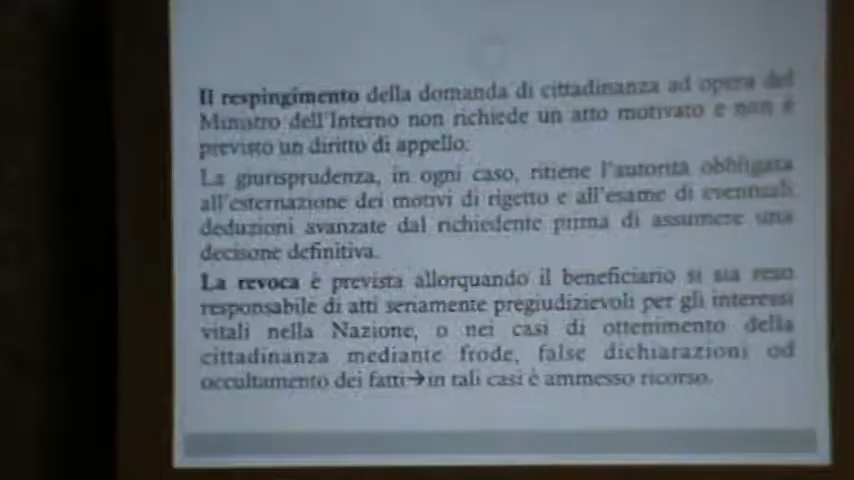 Il respingimento della domanda di cittadinanza ad opera del
Ministro dell'Interno non richiede un atto motivato e non è
previsto un diritto di appello.
La giurisprudenza, in ogni caso, ritiene l'autorità obbligata
all'esternazione dei motivi di rigetto e all'esame di eventuali
deduzioni avanzate dal richiedente prima di assumere una
decisone definitiva.
La revoca è prevista allorquando il beneficiario si sia reso
responsabile di atti seriamente pregiudizievoli per gli interessi
vitali nella Nazione, o nei casi di ottenimento della
cittadinanza mediante frode, false dichiarazioni od
occultamento dei fatti→in tali casi è ammesso ricorso.